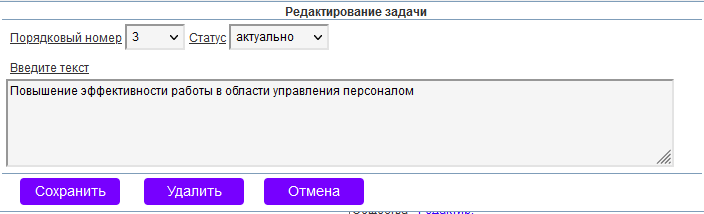 Редактирование задачи
Порядковый номер 3 Статус актуально
Введите текст
Повышение эффективности работы в области управления персоналом
Сохранить Удалить Отмена